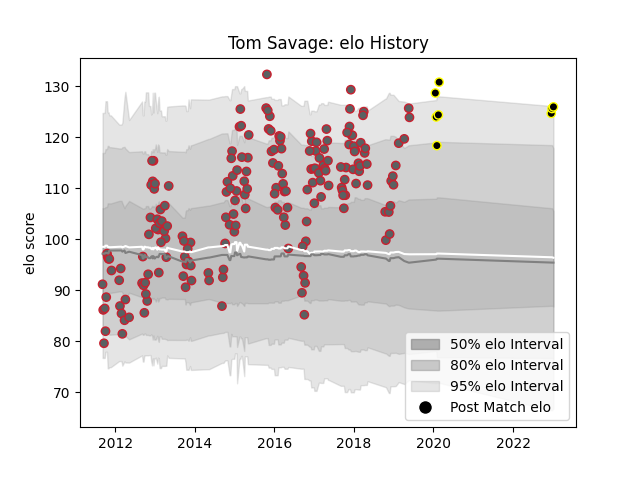 Tom Savage: elo History
elo score
130
120
110
100
90
80
70
50% elo Interval
80% elo Interval
95% elo Interval
Post Match elo
2012 2014 2016 2018 2020 2022